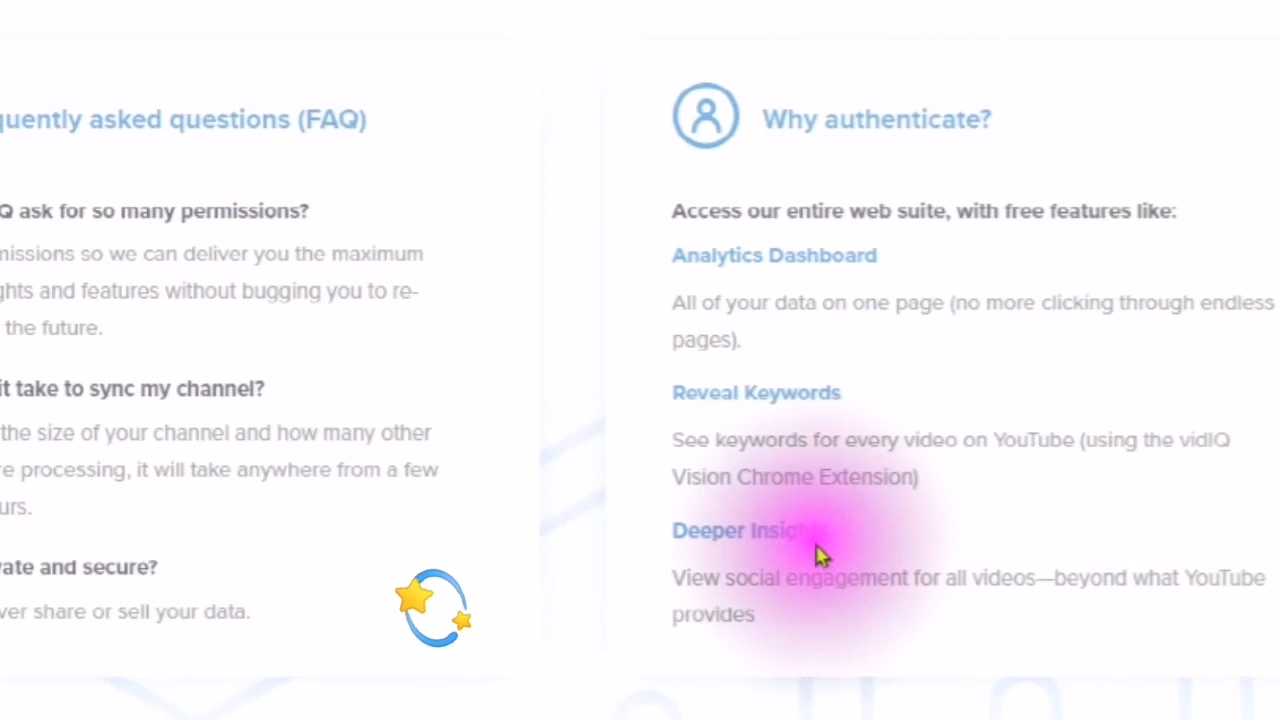 quently asked questions (FAQ)
Q ask for so many permissions?
missions so we can deliver you the maximum
ghts and features without bugging you to re-
the future.
it take to sync my channel?
the size of your channel and how many other
re processing, it will take anywhere from a few
urs.
vate and secure?
ver share or sell your data.
Why authenticate?
Access our entire web suite, with free features like:
Analytics Dashboard
All of your data on one page (no more clicking through endless
pages).
Reveal Keywords
See keywords for every video on YouTube (using the vidIQ
Vision Chrome Extension)
Deeper Insights
View social engagement for all videos—beyond what YouTube
provides